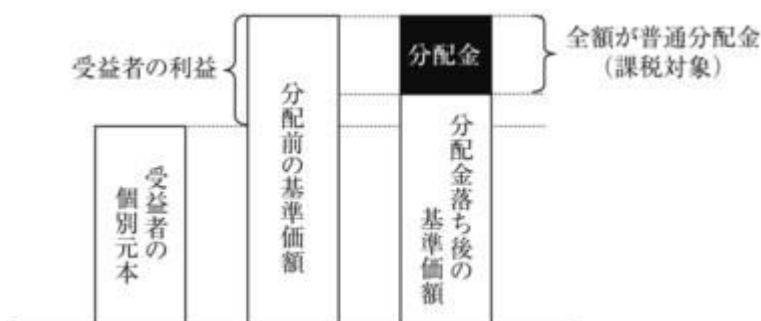 受益者の利益
分配前の基準価額
分配金
全額が普通分配金
（課税対象）
受益者の
個別元本
分配金落ち後の
基準価額